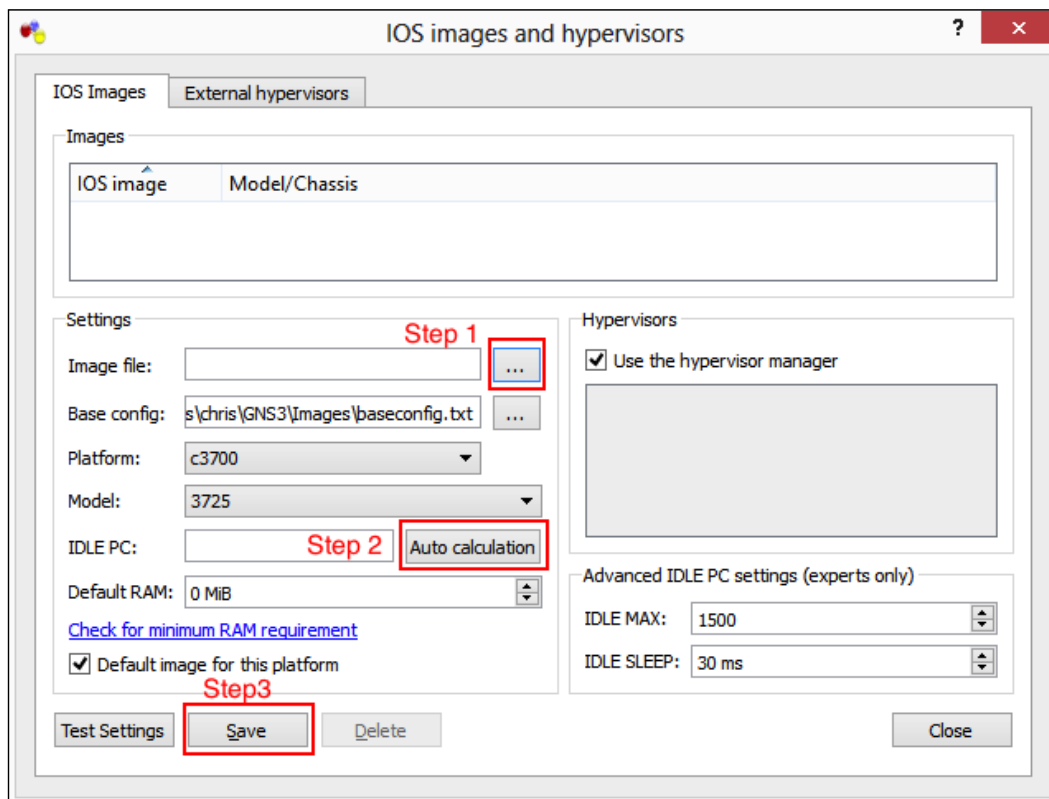 IOS images and hypervisors
?
×
IOS Images
External hypervisors
Images
IOS image
Model/Chassis
Settings
Step 1
Image file:
...
Base config:
s\chris\GNS3\Images\baseconfig.txt
...
Platform:
c3700
Model:
3725
IDLE PC:
Step 2
Auto calculation
Default RAM:
0 MiB
Check for minimum RAM requirement
Default image for this platform
Step3
Test Settings
Save
Delete
Hypervisors
Use the hypervisor manager
Advanced IDLE PC settings (experts only)
IDLE MAX:
1500
IDLE SLEEP:
30 ms
Close